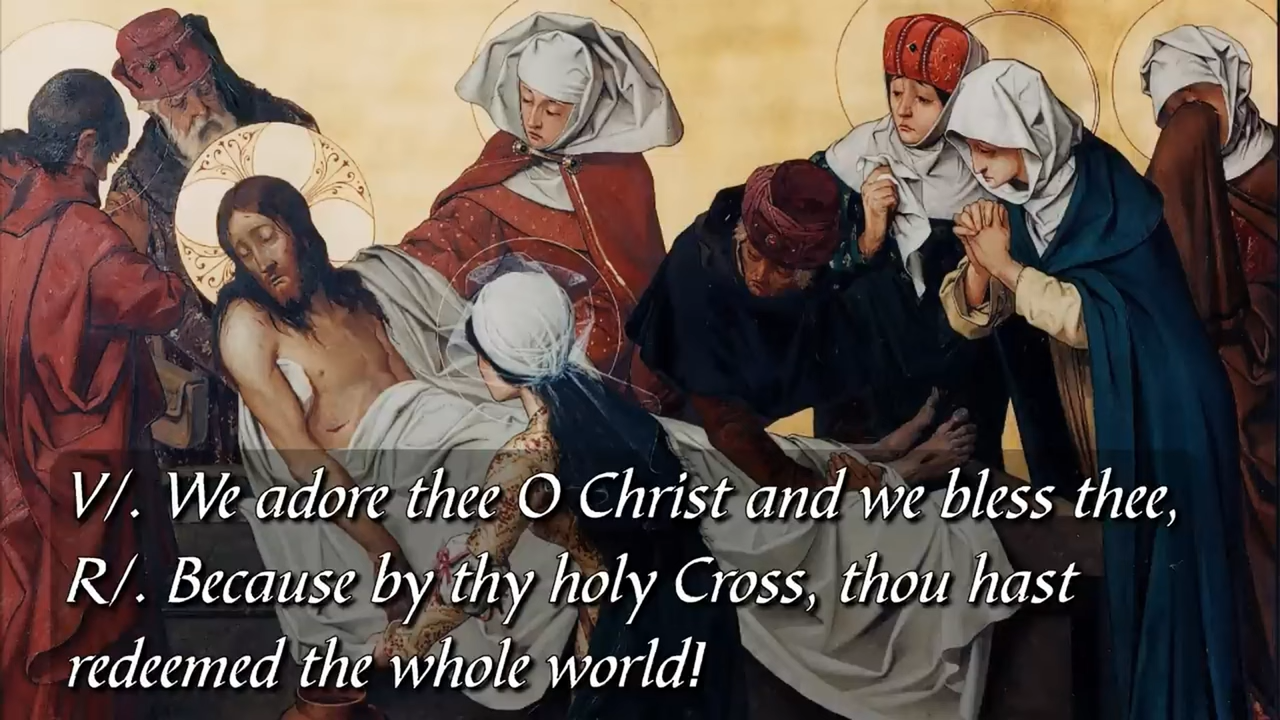 V/. We adore thee O Christ and we bless thee,
R/. Because by thy holy Cross, thou hast
redeemed the whole world!